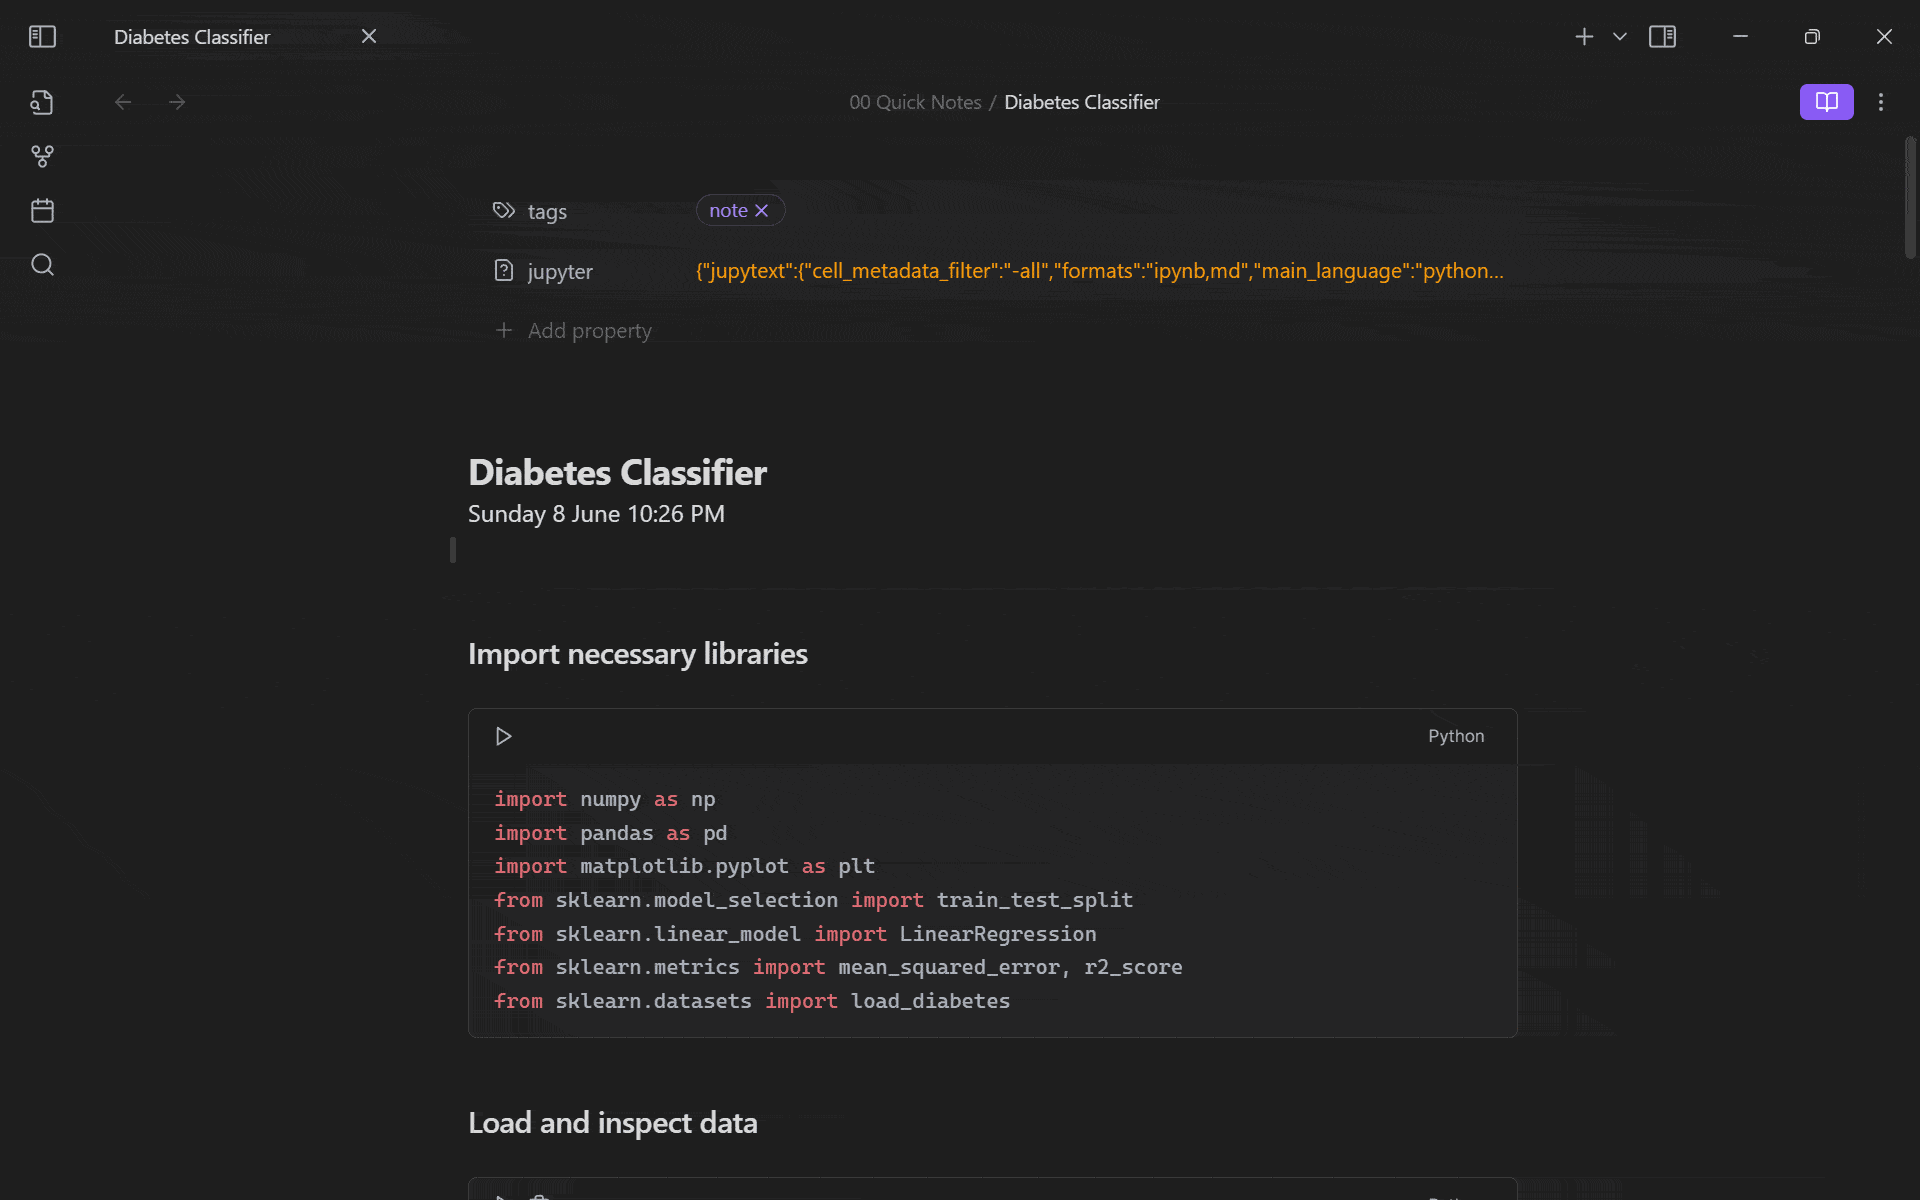 Diabetes Classifier
00 Quick Notes / Diabetes Classifier
tags note
jupyter {"jupytext":{"cell_metadata_filter":"-all","formats":"ipynb,md","main_language":"python...
Add property
Diabetes Classifier
Sunday 8 June 10:26 PM
Import necessary libraries
Python
import numpy as np
import pandas as pd
import matplotlib.pyplot as plt
from sklearn.model_selection import train_test_split
from sklearn.linear_model import LinearRegression
from sklearn.metrics import mean_squared_error, r2_score
from sklearn.datasets import load_diabetes
Load and inspect data